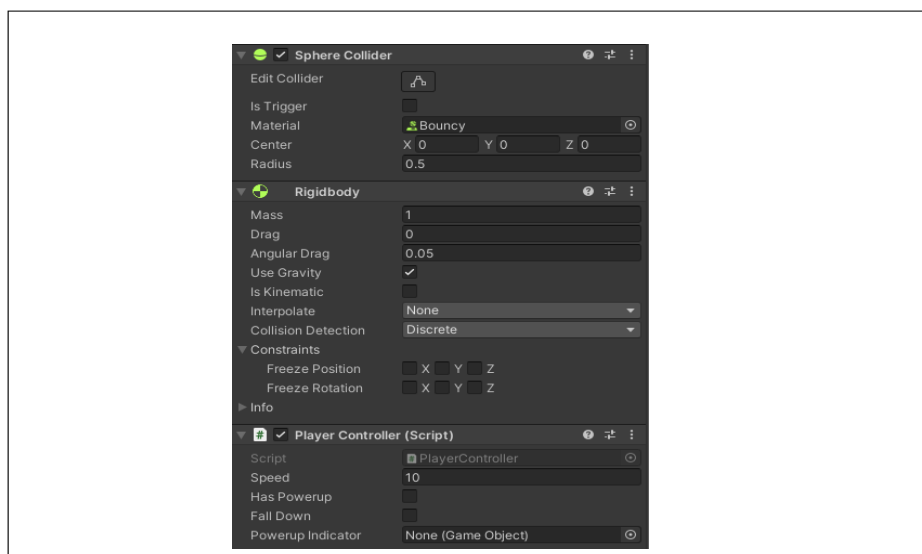 Sphere Collider
Edit Collider
Is Trigger
Material Bouncy
Center X 0 Y 0 Z 0
Radius 0.5
Rigidbody
Mass 1
Drag 0
Angular Drag 0.05
Use Gravity
Is Kinematic
Interpolate None
Collision Detection Discrete
Constraints
Freeze Position X Y Z
Freeze Rotation X Y Z
Info
# Player Controller (Script)
Script PlayerController
Speed 10
Has Powerup
Fall Down
Powerup Indicator None (Game Object)